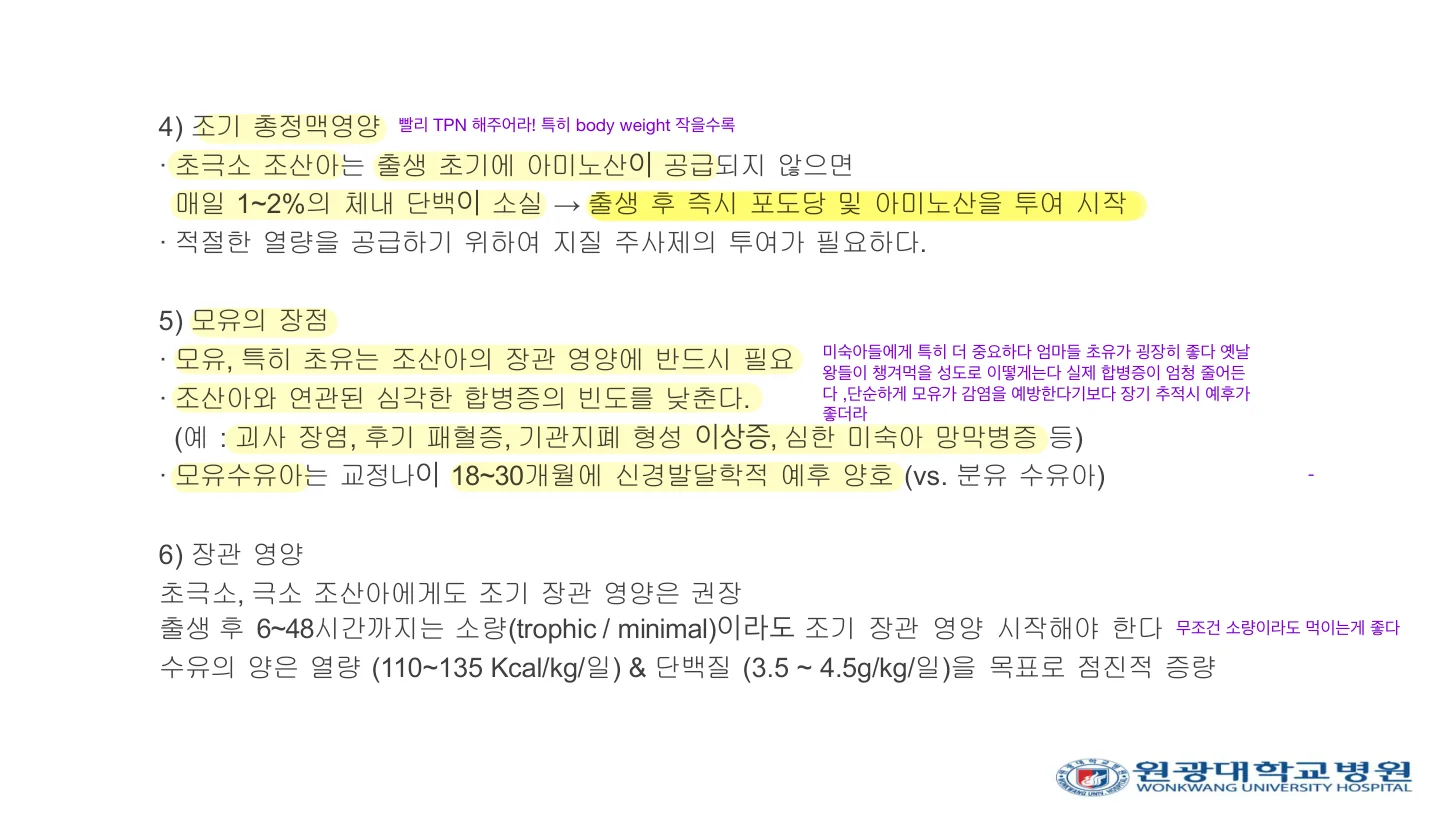 4) 조기 총정맥영양 빨리 TPN 해주어라! 특히 body weight 작을수록
· 초극소 조산아는 출생 초기에 아미노산이 공급되지 않으면
매일 1~2%의 체내 단백이 소실 → 출생 후 즉시 포도당 및 아미노산을 투여 시작
· 적절한 열량을 공급하기 위하여 지질 주사제의 투여가 필요하다.
5) 모유의 장점
· 모유, 특히 초유는 조산아의 장관 영양에 반드시 필요
미숙아들에게 특히 더 중요하다 엄마들 초유가 굉장히 좋다 옛날
왕들이 챙겨먹을 성도로 이떻게는다 실제 합병증이 엄청 줄어든
다 ,단순하게 모유가 감염을 예방한다기보다 장기 추적시 예후가
좋더라
· 조산아와 연관된 심각한 합병증의 빈도를 낮춘다.
(예 : 괴사 장염, 후기 패혈증, 기관지폐 형성 이상증, 심한 미숙아 망막병증 등)
· 모유수유아는 교정나이 18~30개월에 신경발달학적 예후 양호 (vs. 분유 수유아)
-
6) 장관 영양
초극소, 극소 조산아에게도 조기 장관 영양은 권장
출생 후 6~48시간까지는 소량(trophic / minimal)이라도 조기 장관 영양 시작해야 한다 무조건 소량이라도 먹이는게 좋다
수유의 양은 열량 (110~135 Kcal/kg/일) & 단백질 (3.5 ~ 4.5g/kg/일)을 목표로 점진적 증량
원광대학교병원
WONKWANG UNIVERSITY HOSPITAL